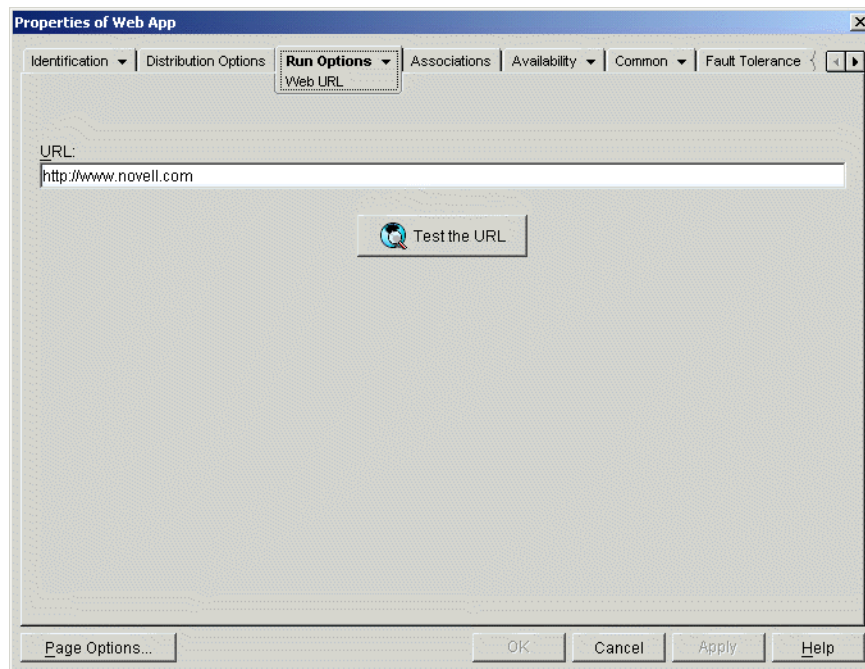 Properties of Web App
Identification Distribution Options Run Options Associations Availability Common Fault Tolerance
Web URL
URL:
http://www.novell.com
Test the URL
Page Options... OK Cancel Apply Help